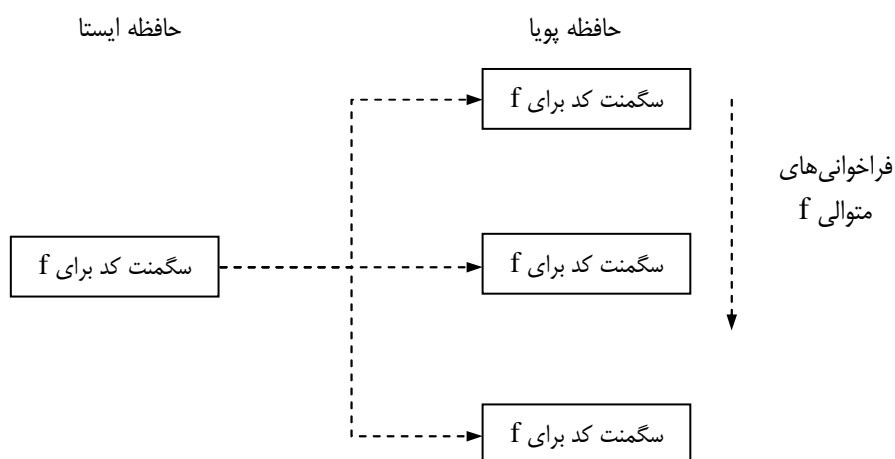 حافظه پویا
حافظه ایستا
سگمنت کد برای f
فراخوانی‌های
متوالی f
سگمنت کد برای f
سگمنت کد برای f
سگمنت کد برای f